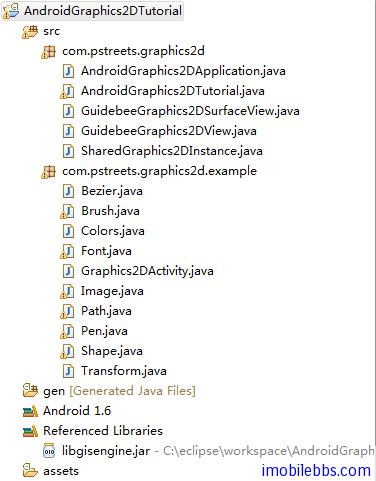 AndroidGraphics2DTutorial
src
com.pstreets.graphics2d
AndroidGraphics2DApplication.java
AndroidGraphics2DTutorial.java
GuidebeeGraphics2DSurfaceView.java
GuidebeeGraphics2DView.java
SharedGraphics2DInstance.java
com.pstreets.graphics2d.example
Bezier.java
Brush.java
Colors.java
Font.java
Graphics2DActivity.java
Image.java
Path.java
Pen.java
Shape.java
Transform.java
gen [Generated Java Files]
Android 1.6
Referenced Libraries
libgisengine.jar - C:\eclipse\workspace\AndroidGraph
assets
imobilebbs.com